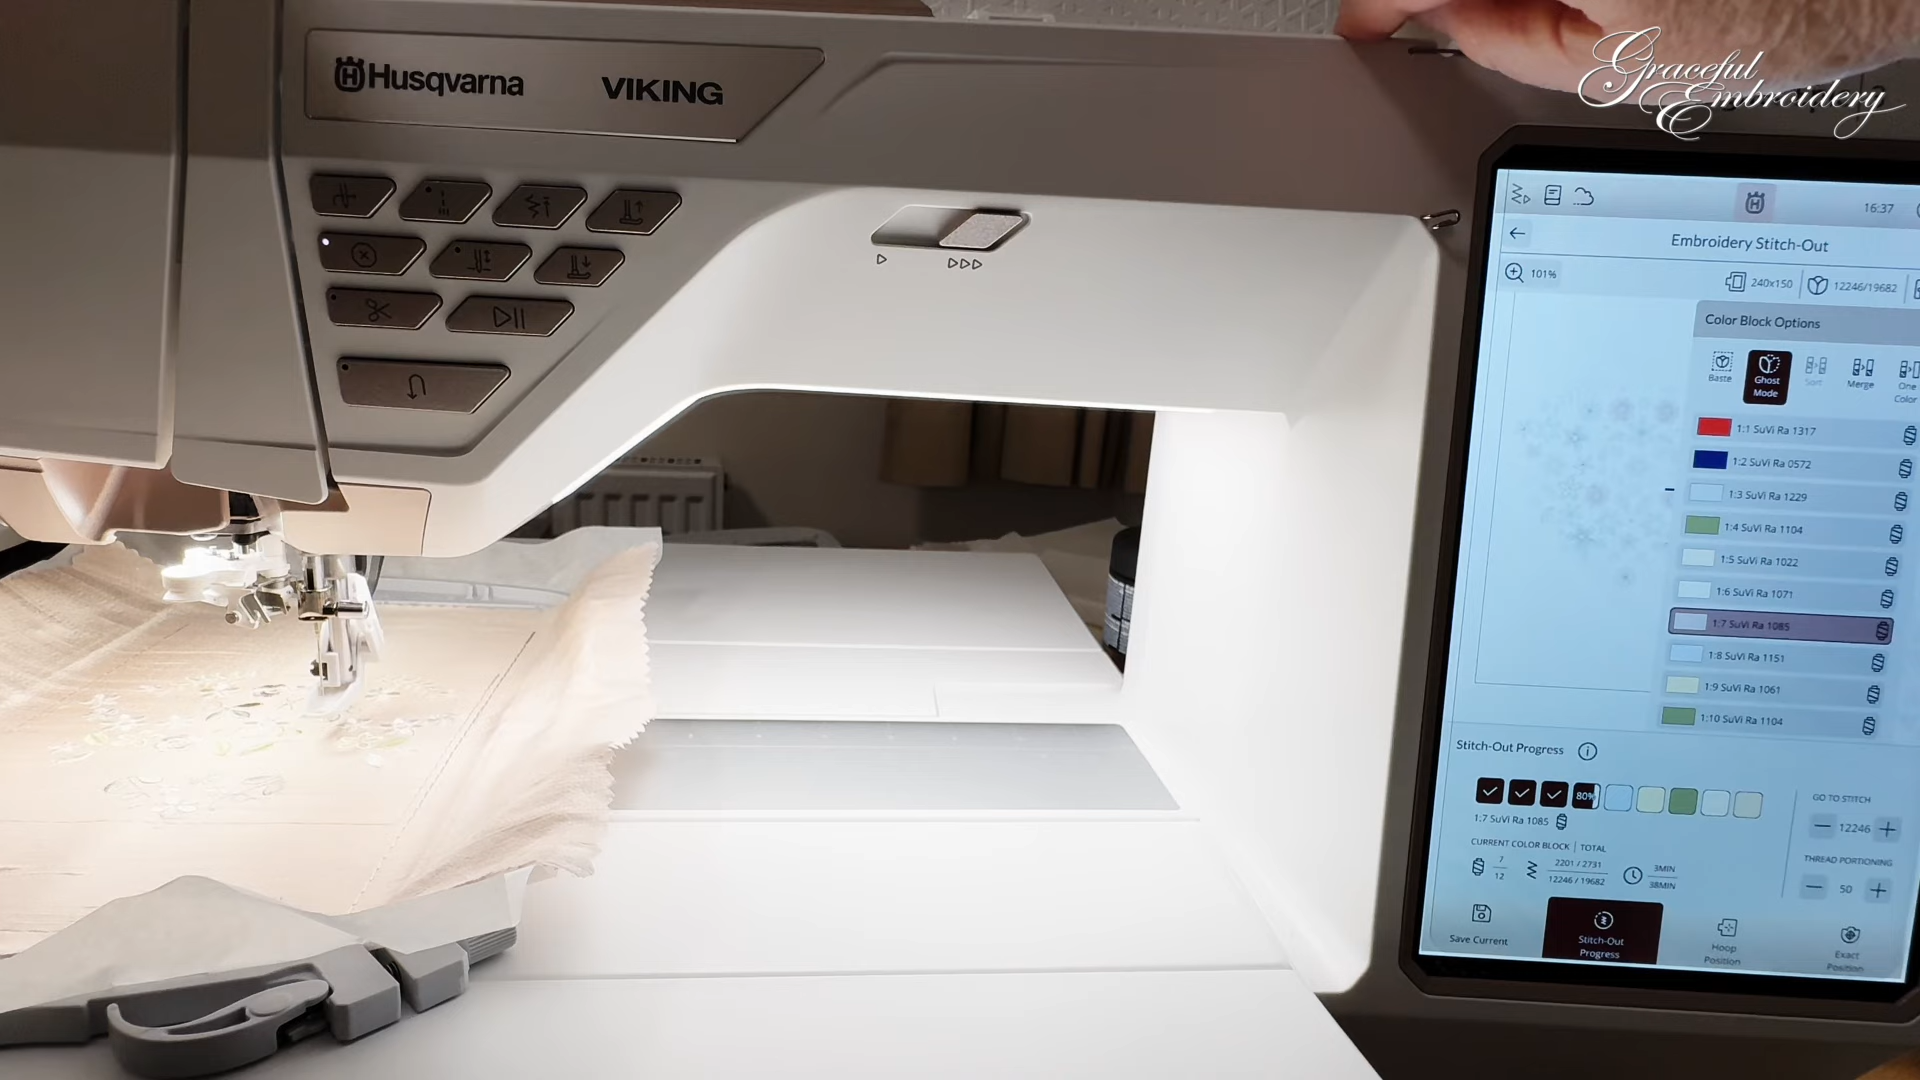 Husqvarna VIKING
Graceful
Embroidery
16:37
Embroidery Stitch-Out
101%
240x150
12246/19682
Color Block Options
Baste
Ghost
Mode
Sort
Merge
One
Color
1:1 SuVi Ra 1317
1:2 SuVi Ra 0572
1:3 SuVi Ra 1229
1:4 SuVi Ra 1104
1:5 SuVi Ra 1022
1:6 SuVi Ra 1071
1:7 SuVi Ra 1085
1:8 SuVi Ra 1151
1:9 SuVi Ra 1061
1:10 SuVi Ra 1104
Stitch-Out Progress
80%
1:7 SuVi Ra 1085
CURRENT COLOR BLOCK | TOTAL
7
12
2201 / 2731
12246 / 19682
3MIN
38MIN
GO TO STITCH
12246
THREAD PORTIONING
50
Save Current
Stitch-Out
Progress
Hoop
Position
Exact
Position